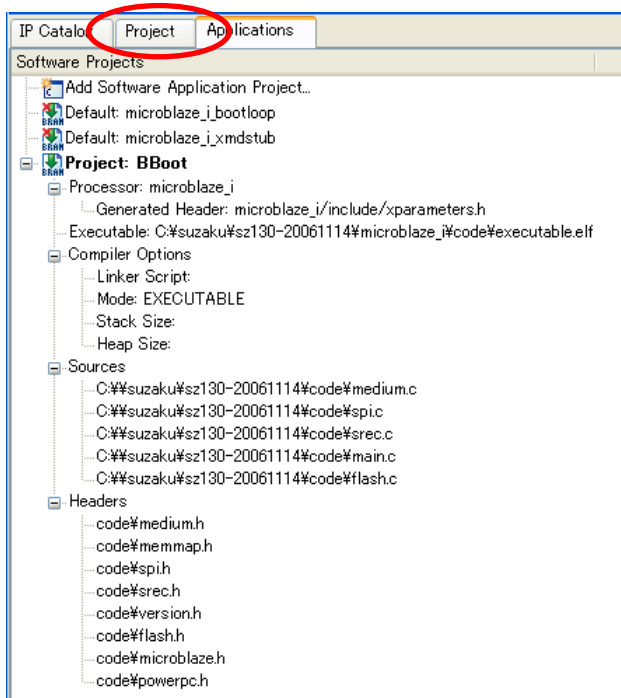 IP Catalog Project Applications
Software Projects
Add Software Application Project...
Default: microblaze_i_bootloop
Default: microblaze_i_xmdstub
Project: BBoot
Processor: microblaze_i
Generated Header: microblaze_i/include/xparameters.h
Executable: C:¥suzaku¥sz130-20061114¥microblaze_i¥code¥executable.elf
Compiler Options
Linker Script:
Mode: EXECUTABLE
Stack Size:
Heap Size:
Sources
C:¥¥suzaku¥sz130-20061114¥code¥medium.c
C:¥¥suzaku¥sz130-20061114¥code¥spi.c
C:¥¥suzaku¥sz130-20061114¥code¥srec.c
C:¥¥suzaku¥sz130-20061114¥code¥main.c
C:¥¥suzaku¥sz130-20061114¥code¥flash.c
Headers
code¥medium.h
code¥memmap.h
code¥spi.h
code¥srec.h
code¥version.h
code¥flash.h
code¥microblaze.h
code¥powerpc.h